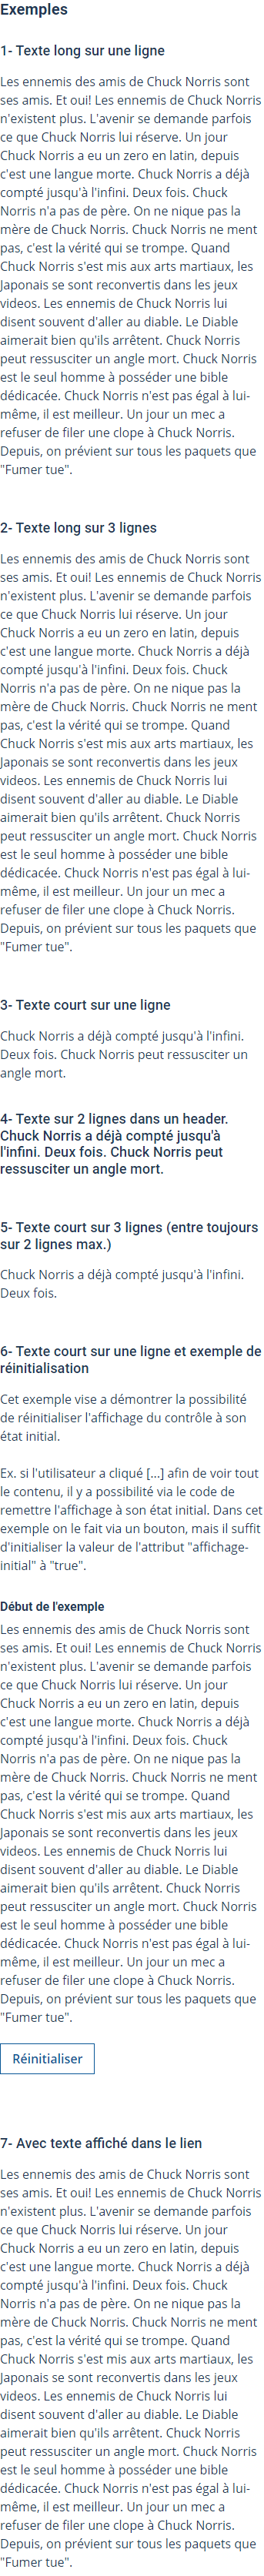 Exemples
1- Texte long sur une ligne
Les ennemis des amis de Chuck Norris sont
ses amis. Et oui! Les ennemis de Chuck Norris
n'existent plus. L'avenir se demande parfois
ce que Chuck Norris lui réserve. Un jour
Chuck Norris a eu un zero en latin, depuis
c'est une langue morte. Chuck Norris a déjà
compté jusqu'à l'infini. Deux fois. Chuck
Norris n'a pas de père. On ne nique pas la
mère de Chuck Norris. Chuck Norris ne ment
pas, c'est la vérité qui se trompe. Quand
Chuck Norris s'est mis aux arts martiaux, les
Japonais se sont reconvertis dans les jeux
videos. Les ennemis de Chuck Norris lui
disent souvent d'aller au diable. Le Diable
aimerait bien qu'ils arrêtent. Chuck Norris
peut ressusciter un angle mort. Chuck Norris
est le seul homme à posséder une bible
dédicacée. Chuck Norris n'est pas égal à lui-
même, il est meilleur. Un jour un mec a
refuser de filer une clope à Chuck Norris.
Depuis, on prévient sur tous les paquets que
"Fumer tue".
2- Texte long sur 3 lignes
Les ennemis des amis de Chuck Norris sont
ses amis. Et oui! Les ennemis de Chuck Norris
n'existent plus. L'avenir se demande parfois
ce que Chuck Norris lui réserve. Un jour
Chuck Norris a eu un zero en latin, depuis
c'est une langue morte. Chuck Norris a déjà
compté jusqu'à l'infini. Deux fois. Chuck
Norris n'a pas de père. On ne nique pas la
mère de Chuck Norris. Chuck Norris ne ment
pas, c'est la vérité qui se trompe. Quand
Chuck Norris s'est mis aux arts martiaux, les
Japonais se sont reconvertis dans les jeux
videos. Les ennemis de Chuck Norris lui
disent souvent d'aller au diable. Le Diable
aimerait bien qu'ils arrêtent. Chuck Norris
peut ressusciter un angle mort. Chuck Norris
est le seul homme à posséder une bible
dédicacée. Chuck Norris n'est pas égal à lui-
même, il est meilleur. Un jour un mec a
refuser de filer une clope à Chuck Norris.
Depuis, on prévient sur tous les paquets que
"Fumer tue".
3- Texte court sur une ligne
Chuck Norris a déjà compté jusqu'à l'infini.
Deux fois. Chuck Norris peut ressusciter un
angle mort.
4- Texte sur 2 lignes dans un header.
Chuck Norris a déjà compté jusqu'à
l'infini. Deux fois. Chuck Norris peut
ressusciter un angle mort.
5- Texte court sur 3 lignes (entre toujours
sur 2 lignes max.)
Chuck Norris a déjà compté jusqu'à l'infini.
Deux fois.
6- Texte court sur une ligne et exemple de
réinitialisation
Cet exemple vise a démontrer la possibilité
de réinitialiser l'affichage du contrôle à son
état initial.
Ex. si l'utilisateur a cliqué [...] afin de voir tout
le contenu, il y a possibilité via le code de
remettre l'affichage à son état initial. Dans cet
exemple on le fait via un bouton, mais il suffit
d'initialiser la valeur de l'attribut "affichage-
initial" à "true".
Début de l'exemple
Les ennemis des amis de Chuck Norris sont
ses amis. Et oui! Les ennemis de Chuck Norris
n'existent plus. L'avenir se demande parfois
ce que Chuck Norris lui réserve. Un jour
Chuck Norris a eu un zero en latin, depuis
c'est une langue morte. Chuck Norris a déjà
compté jusqu'à l'infini. Deux fois. Chuck
Norris n'a pas de père. On ne nique pas la
mère de Chuck Norris. Chuck Norris ne ment
pas, c'est la vérité qui se trompe. Quand
Chuck Norris s'est mis aux arts martiaux, les
Japonais se sont reconvertis dans les jeux
videos. Les ennemis de Chuck Norris lui
disent souvent d'aller au diable. Le Diable
aimerait bien qu'ils arrêtent. Chuck Norris
peut ressusciter un angle mort. Chuck Norris
est le seul homme à posséder une bible
dédicacée. Chuck Norris n'est pas égal à lui-
même, il est meilleur. Un jour un mec a
refuser de filer une clope à Chuck Norris.
Depuis, on prévient sur tous les paquets que
"Fumer tue".
Réinitialiser
7- Avec texte affiché dans le lien
Les ennemis des amis de Chuck Norris sont
ses amis. Et oui! Les ennemis de Chuck Norris
n'existent plus. L'avenir se demande parfois
ce que Chuck Norris lui réserve. Un jour
Chuck Norris a eu un zero en latin, depuis
c'est une langue morte. Chuck Norris a déjà
compté jusqu'à l'infini. Deux fois. Chuck
Norris n'a pas de père. On ne nique pas la
mère de Chuck Norris. Chuck Norris ne ment
pas, c'est la vérité qui se trompe. Quand
Chuck Norris s'est mis aux arts martiaux, les
Japonais se sont reconvertis dans les jeux
videos. Les ennemis de Chuck Norris lui
disent souvent d'aller au diable. Le Diable
aimerait bien qu'ils arrêtent. Chuck Norris
peut ressusciter un angle mort. Chuck Norris
est le seul homme à posséder une bible
dédicacée. Chuck Norris n'est pas égal à lui-
même, il est meilleur. Un jour un mec a
refuser de filer une clope à Chuck Norris.
Depuis, on prévient sur tous les paquets que
"Fumer tue".